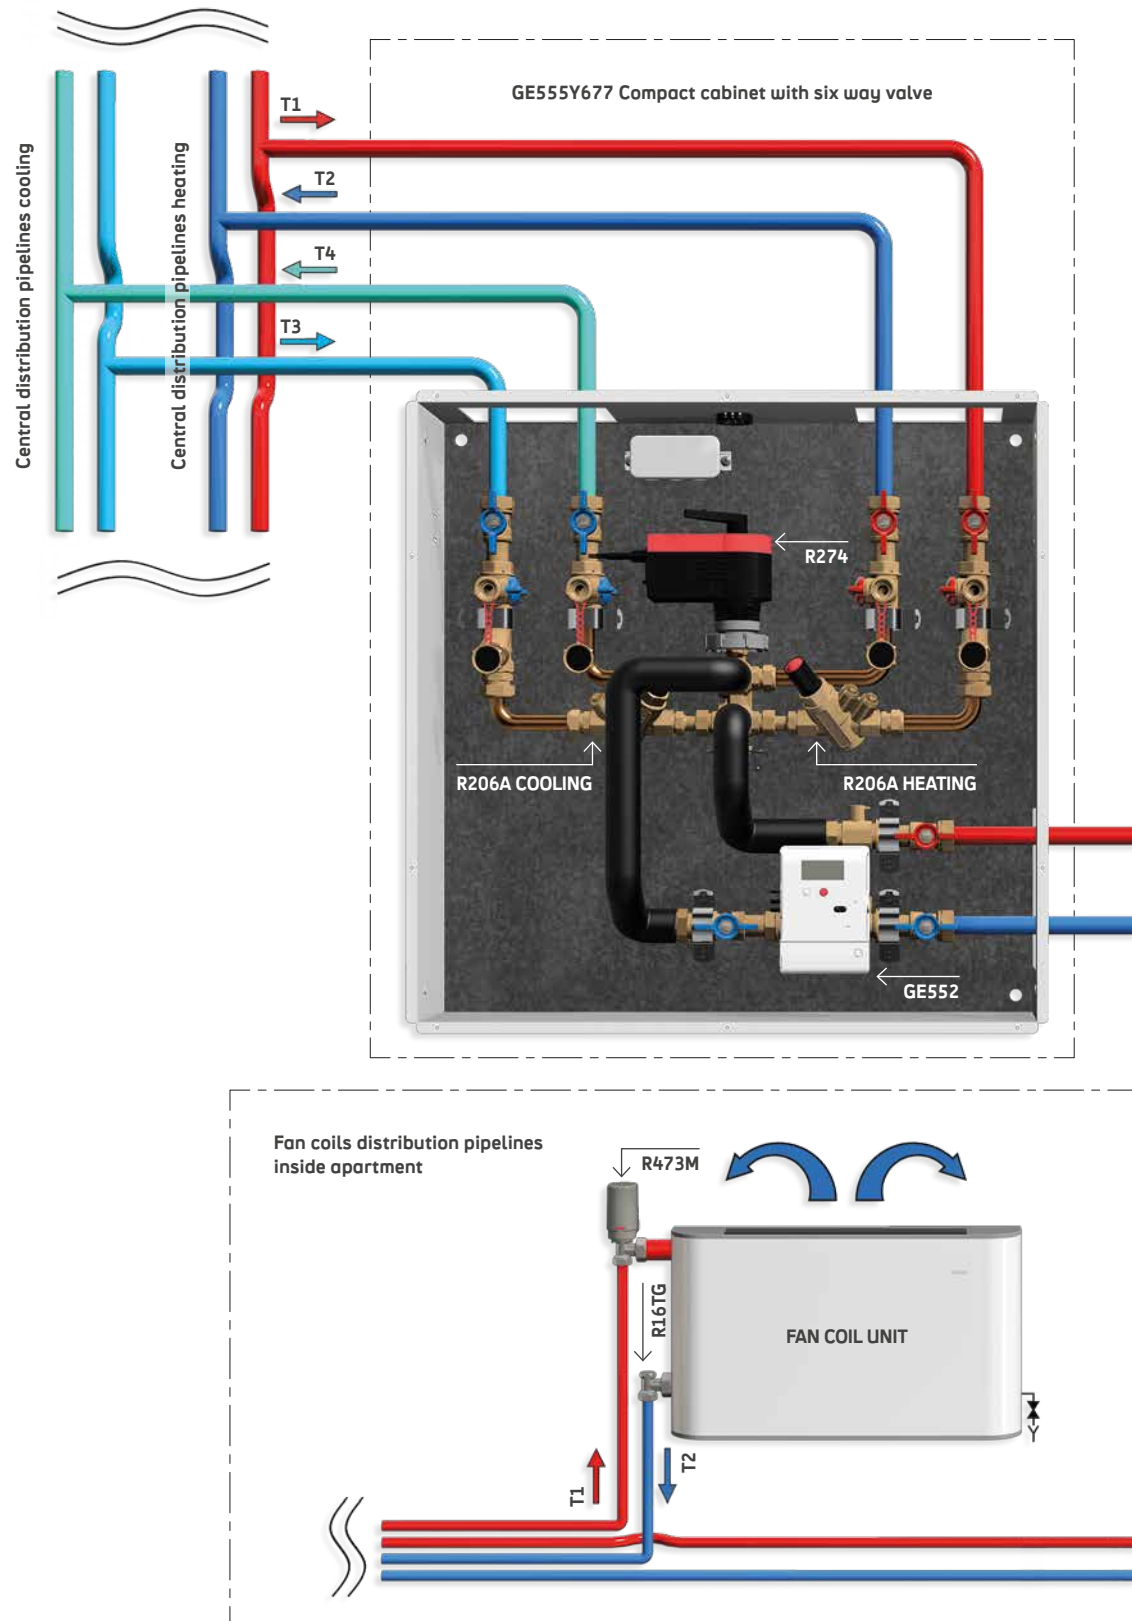 GE555Y677 Compact cabinet with six way valve
Central distribution pipelines cooling
Central distribution pipelines heating
T1
T2
T4
T3
R274
R206A COOLING
R206A HEATING
GE552
Fan coils distribution pipelines
inside apartment
R473M
R16TG
FAN COIL UNIT
T1
T2